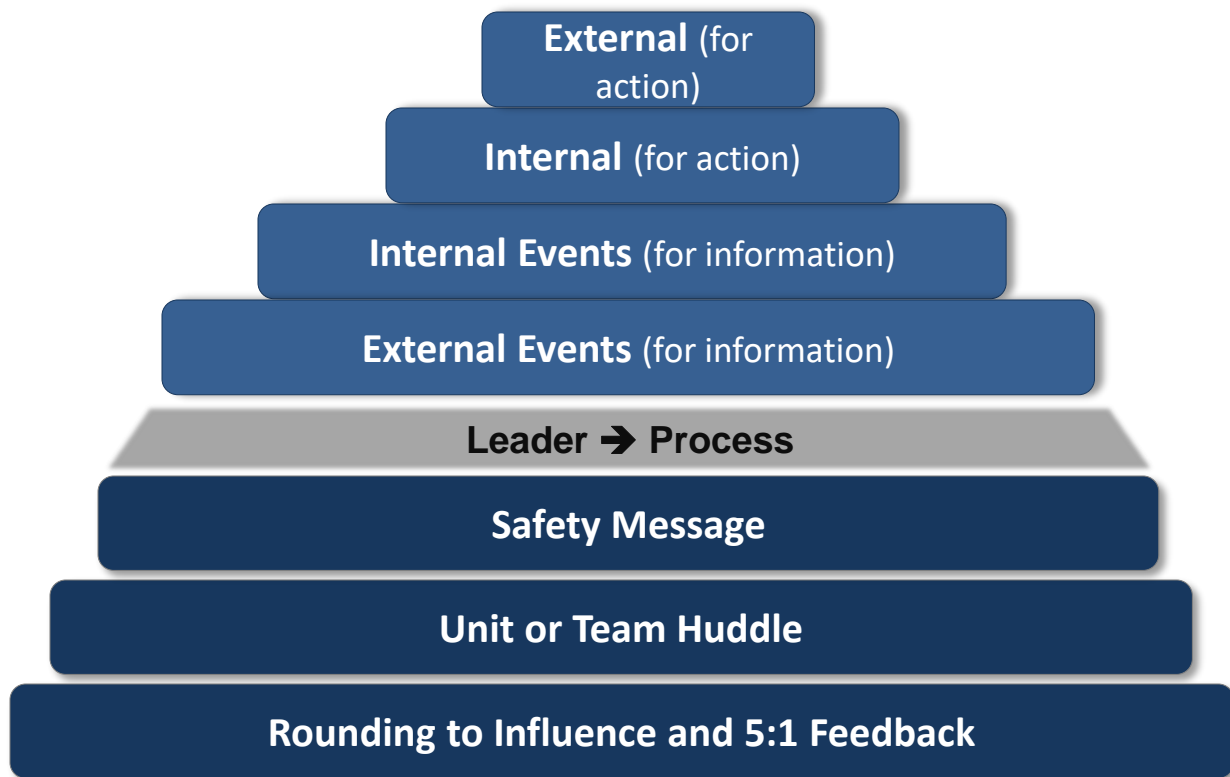 External (for
action)
Internal (for action)
Internal Events (for information)
External Events (for information)
Leader ➔ Process
Safety Message
Unit or Team Huddle
Rounding to Influence and 5:1 Feedback